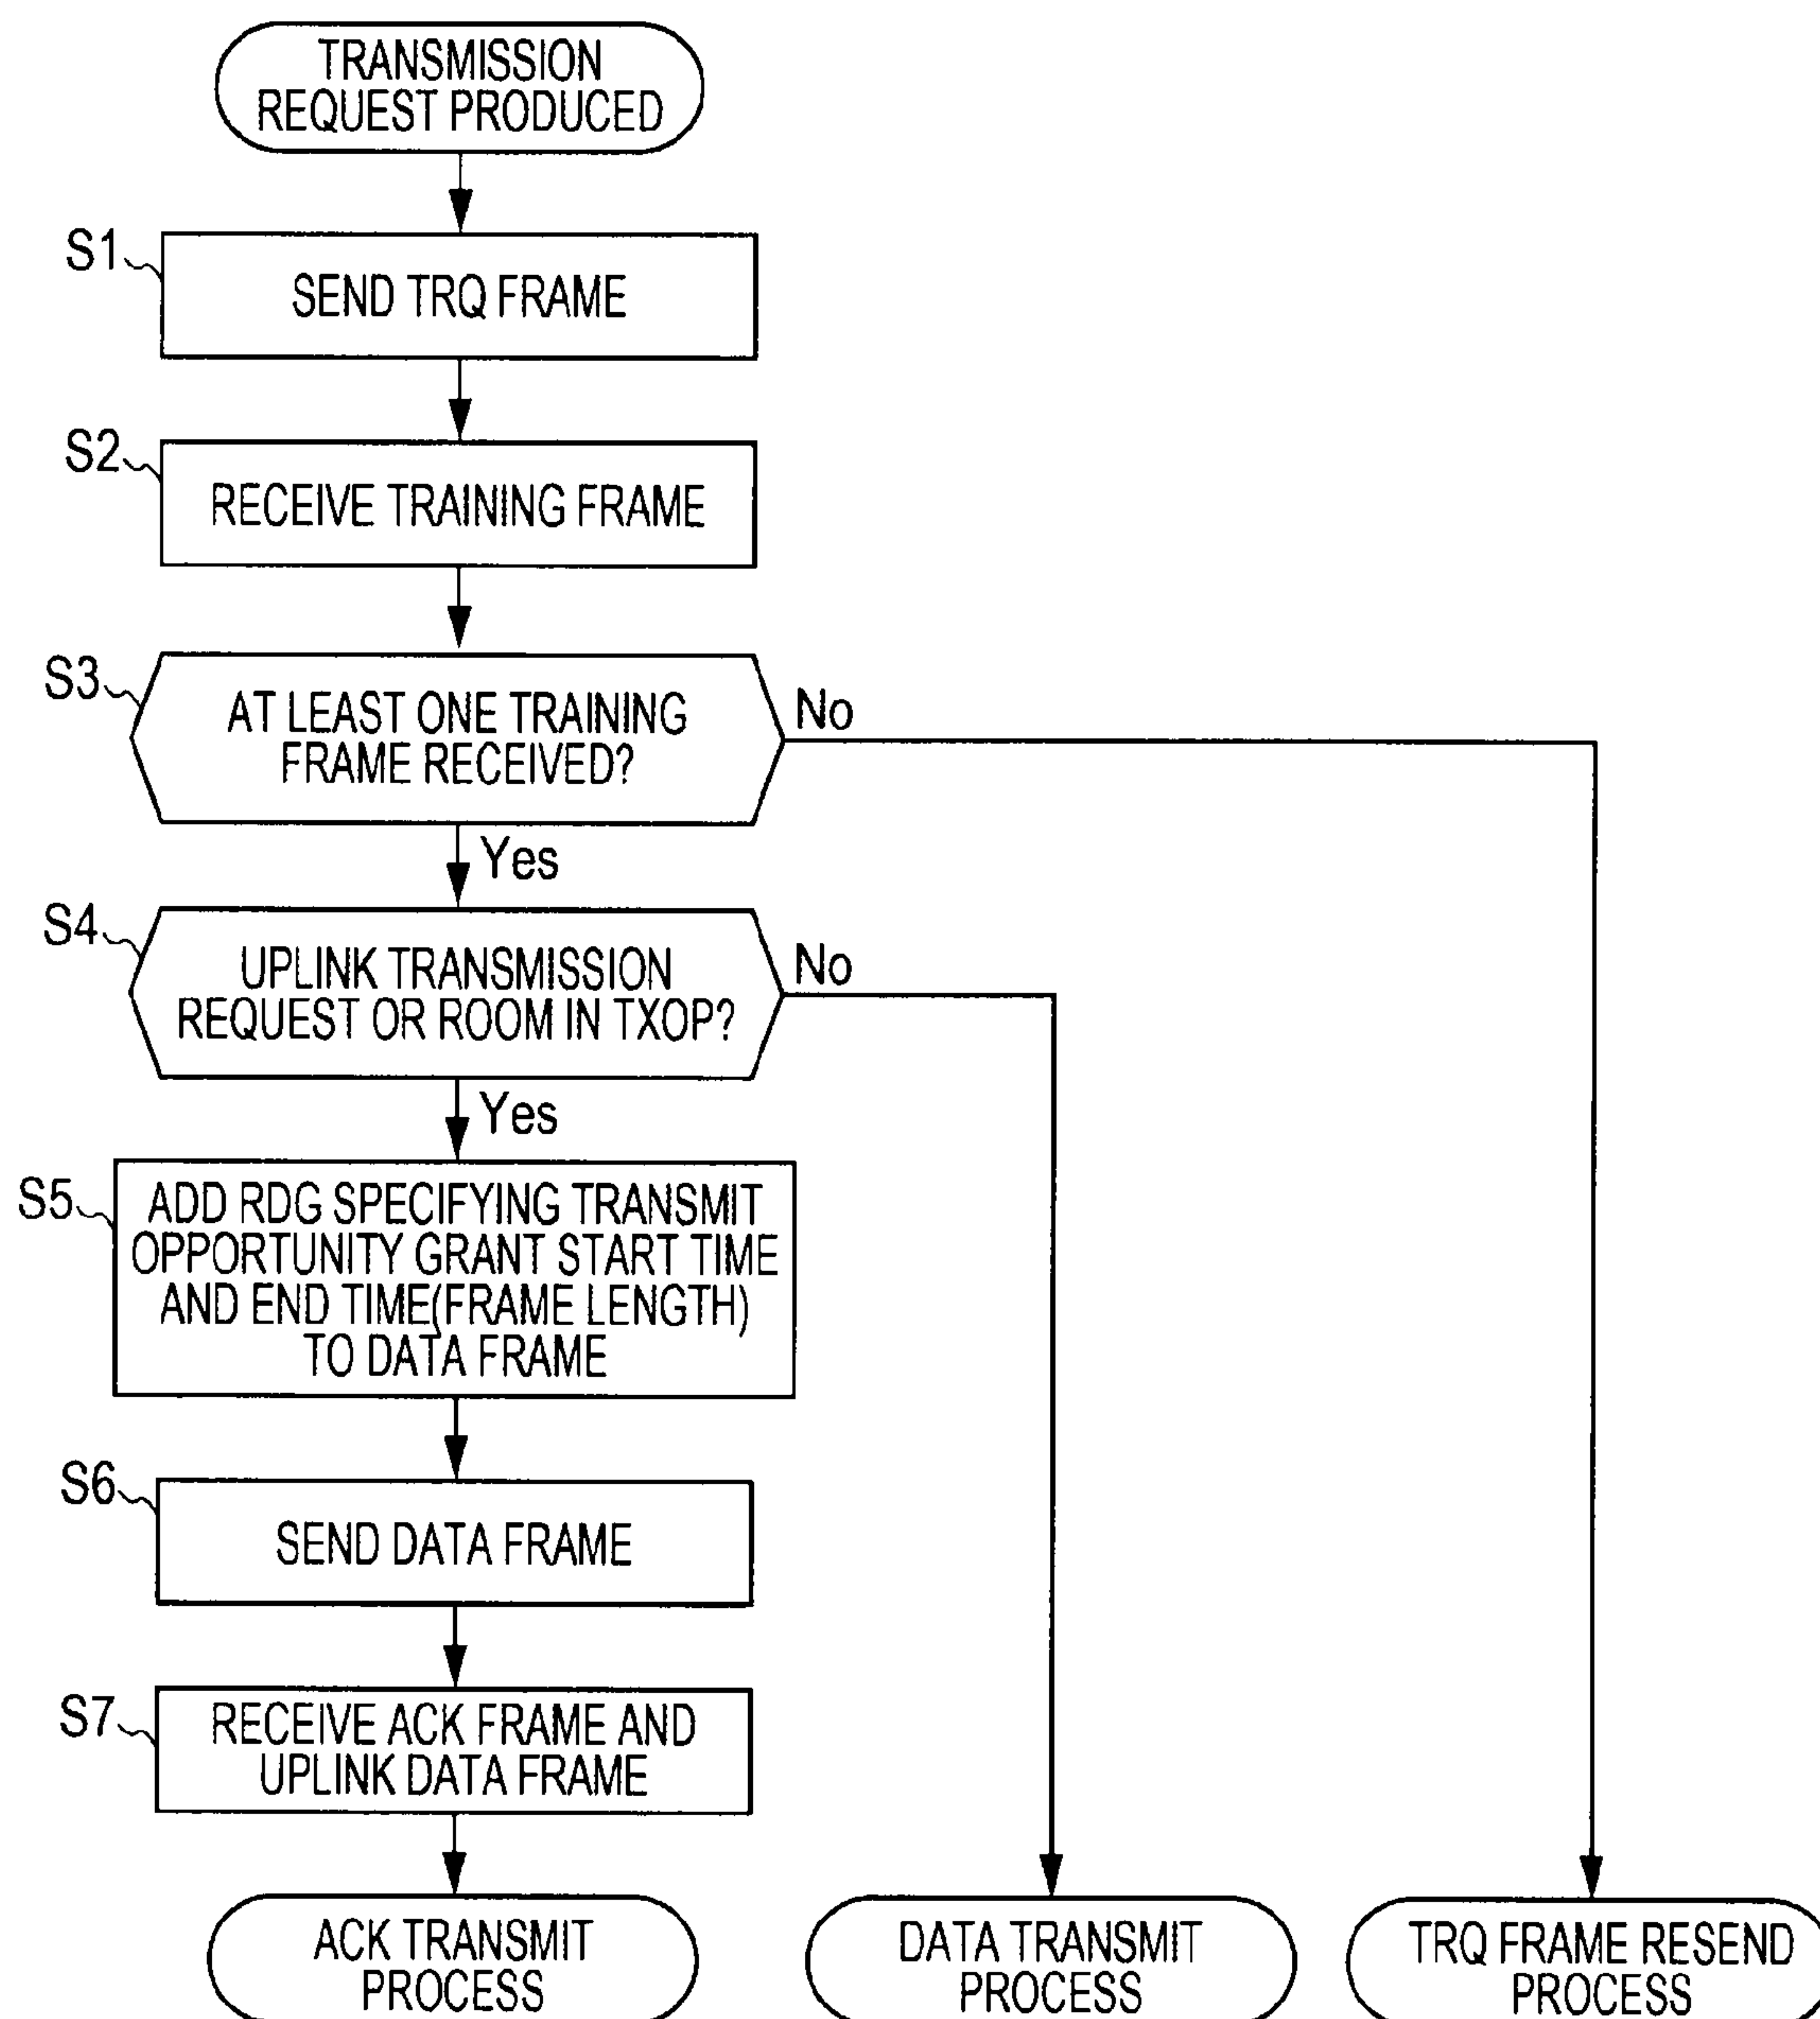 TRANSMISSION
REQUEST PRODUCED
S1
SEND TRQ FRAME
S2
RECEIVE TRAINING FRAME
S3
AT LEAST ONE TRAINING
FRAME RECEIVED?
No
Yes
S4
UPLINK TRANSMISSION
REQUEST OR ROOM IN TXOP?
No
Yes
S5
ADD RDG SPECIFYING TRANSMIT
OPPORTUNITY GRANT START TIME
AND END TIME(FRAME LENGTH)
TO DATA FRAME
S6
SEND DATA FRAME
S7
RECEIVE ACK FRAME AND
UPLINK DATA FRAME
ACK TRANSMIT
PROCESS
DATA TRANSMIT
PROCESS
TRQ FRAME RESEND
PROCESS